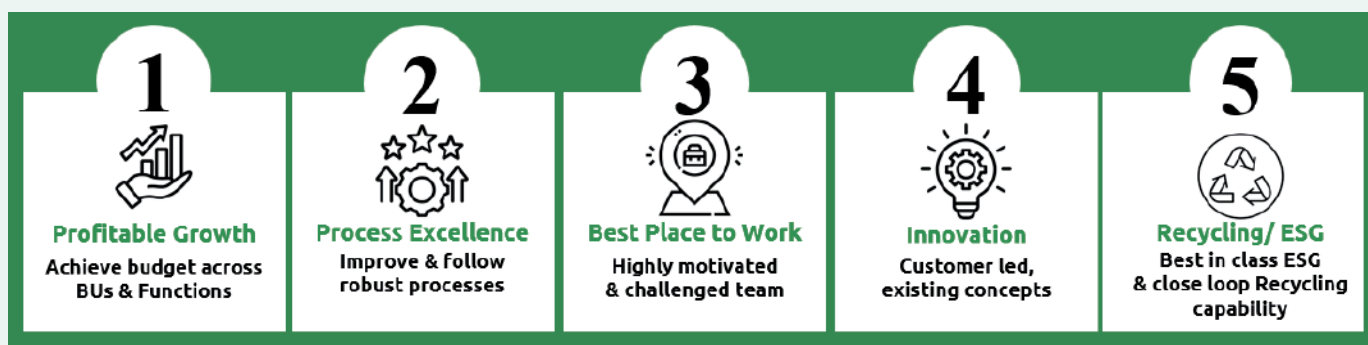 1
Profitable Growth
Achieve budget across
BUs & Functions
2
Process Excellence
Improve & follow
robust processes
3
Best Place to Work
Highly motivated
& challenged team
4
Innovation
Customer led,
existing concepts
5
Recycling/ ESG
Best in class ESG
& close loop Recycling
capability